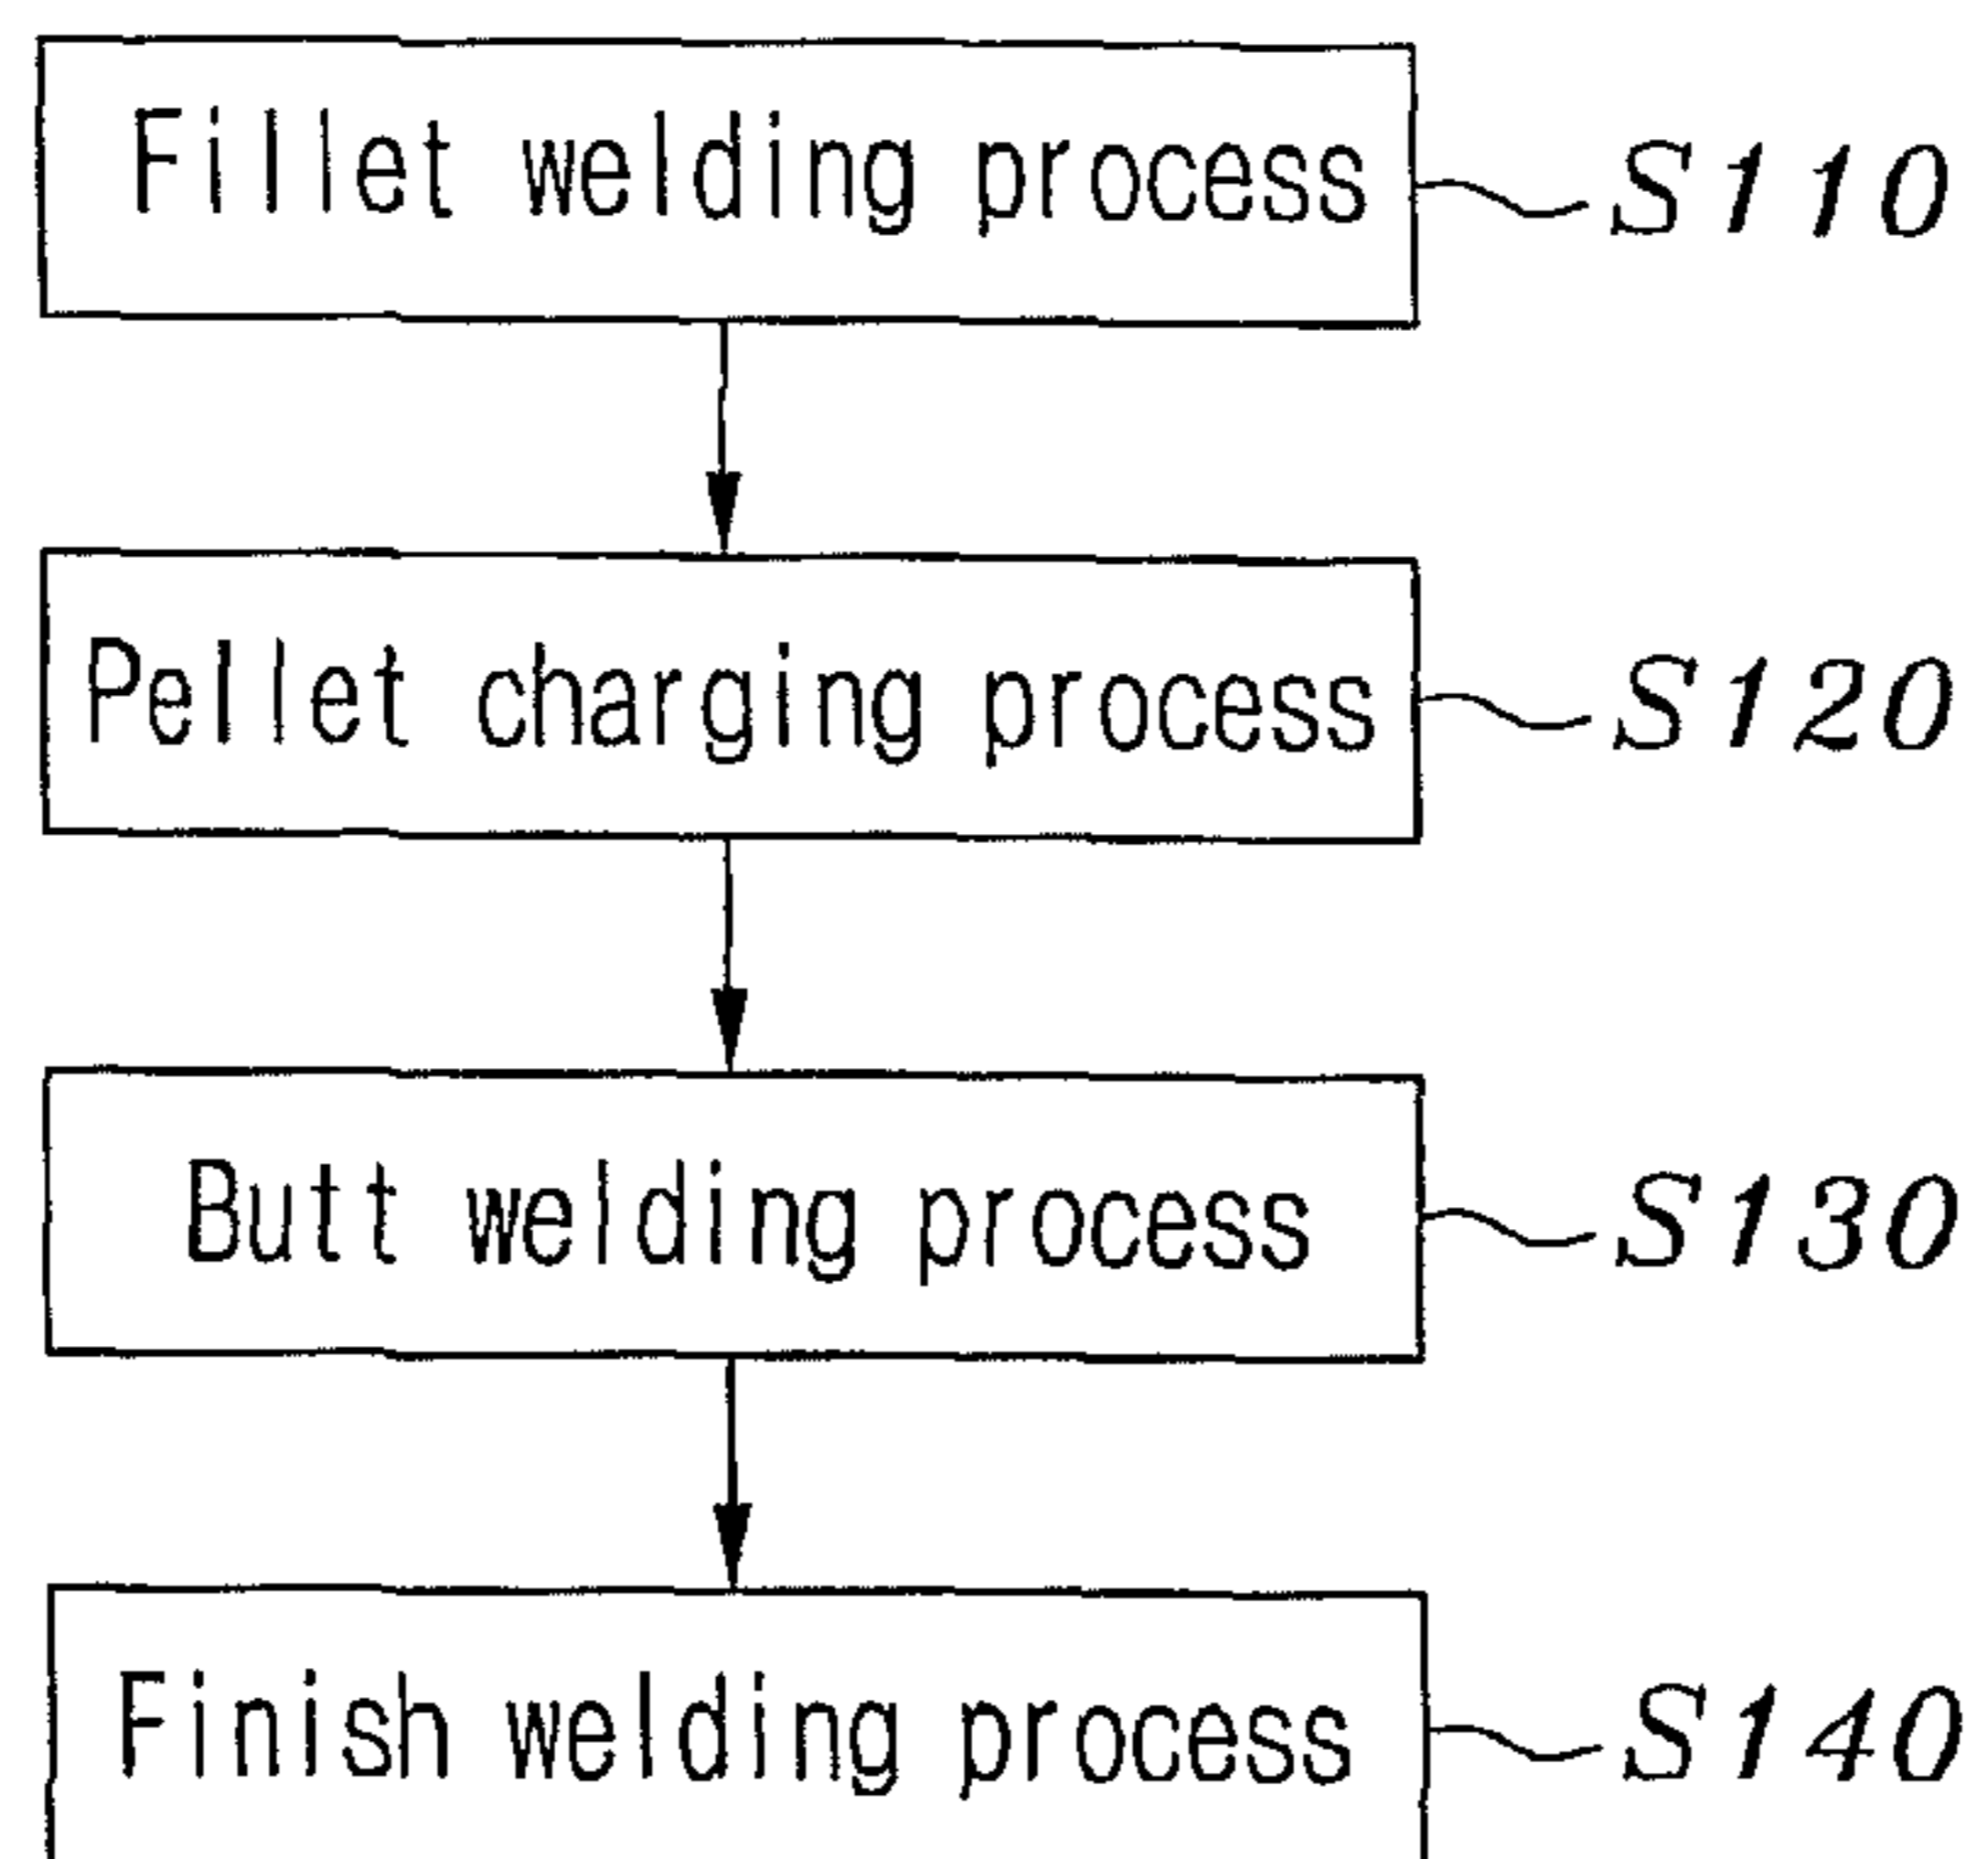 Fillet welding process S110
Pellet charging process S120
Butt welding process S130
Finish welding process S140